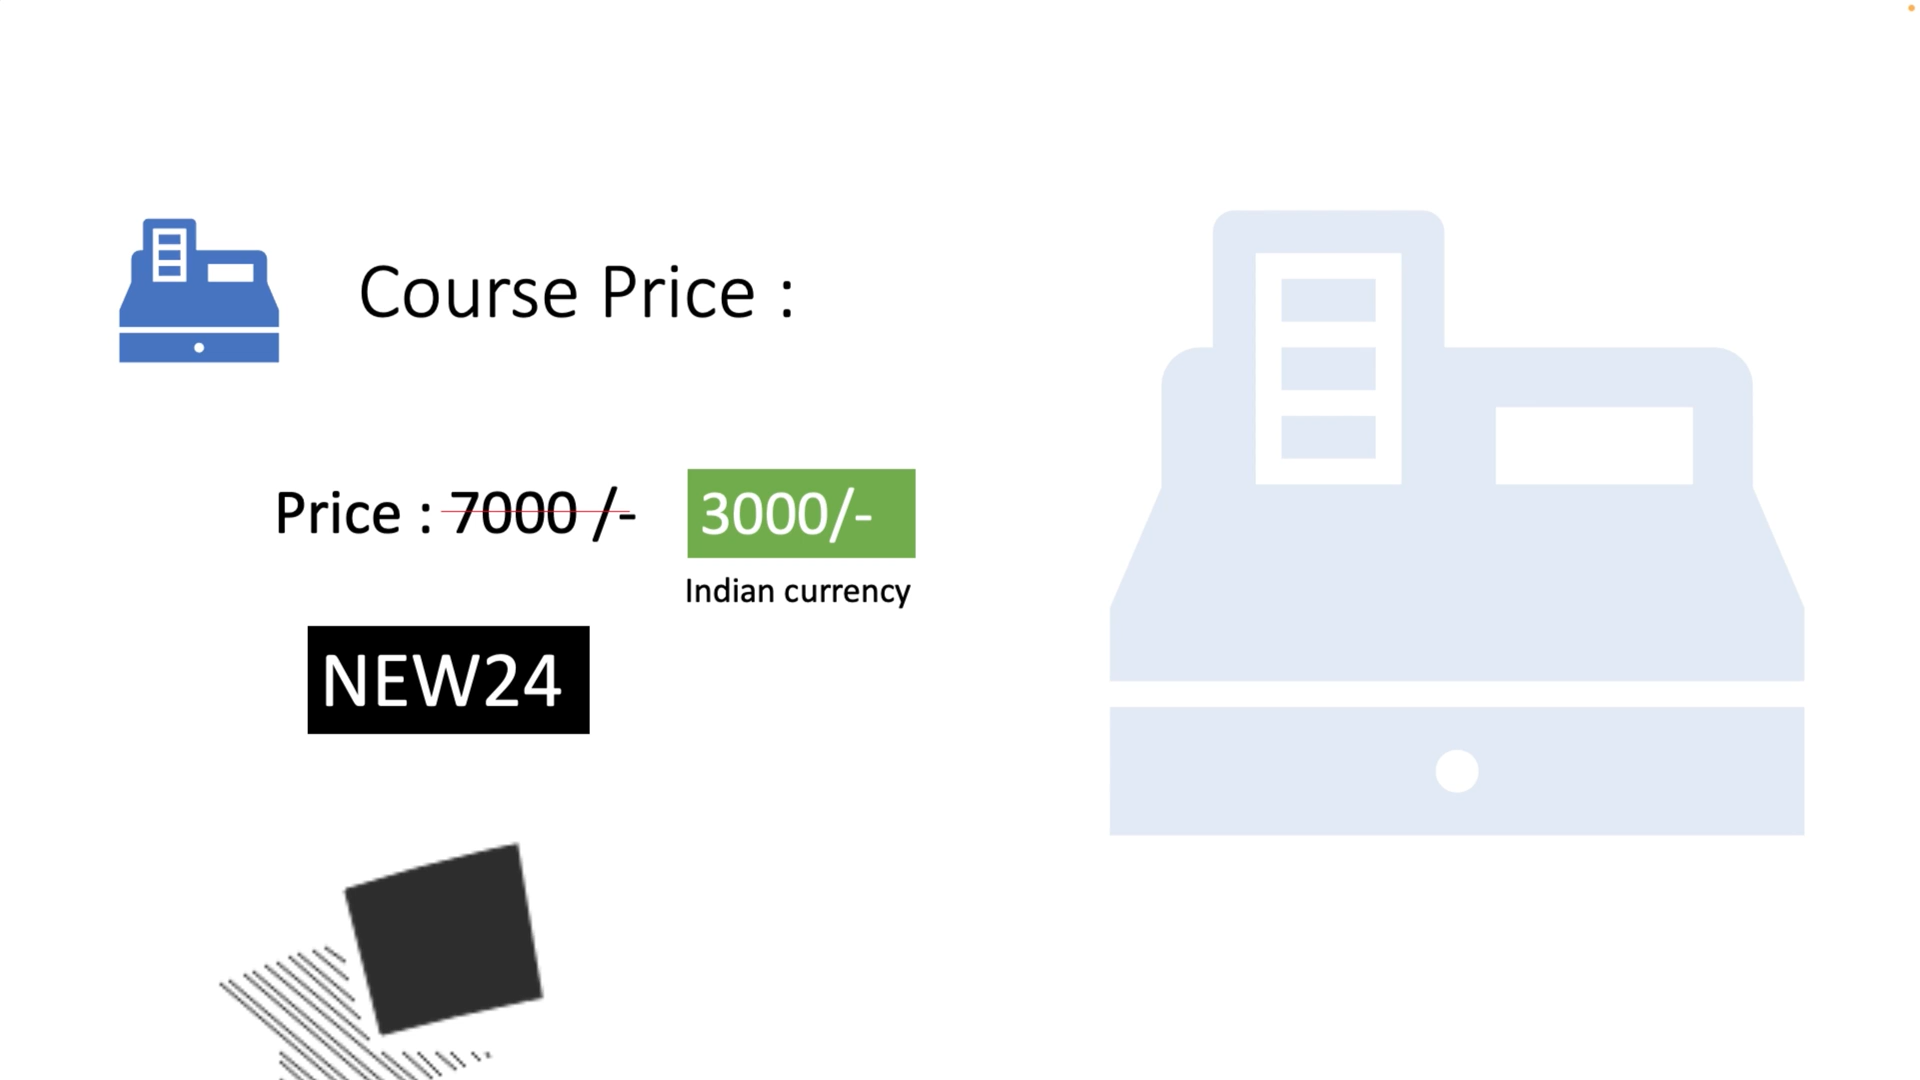 Course Price :
Price : 7000 /- 3000/-
Indian currency
NEW24